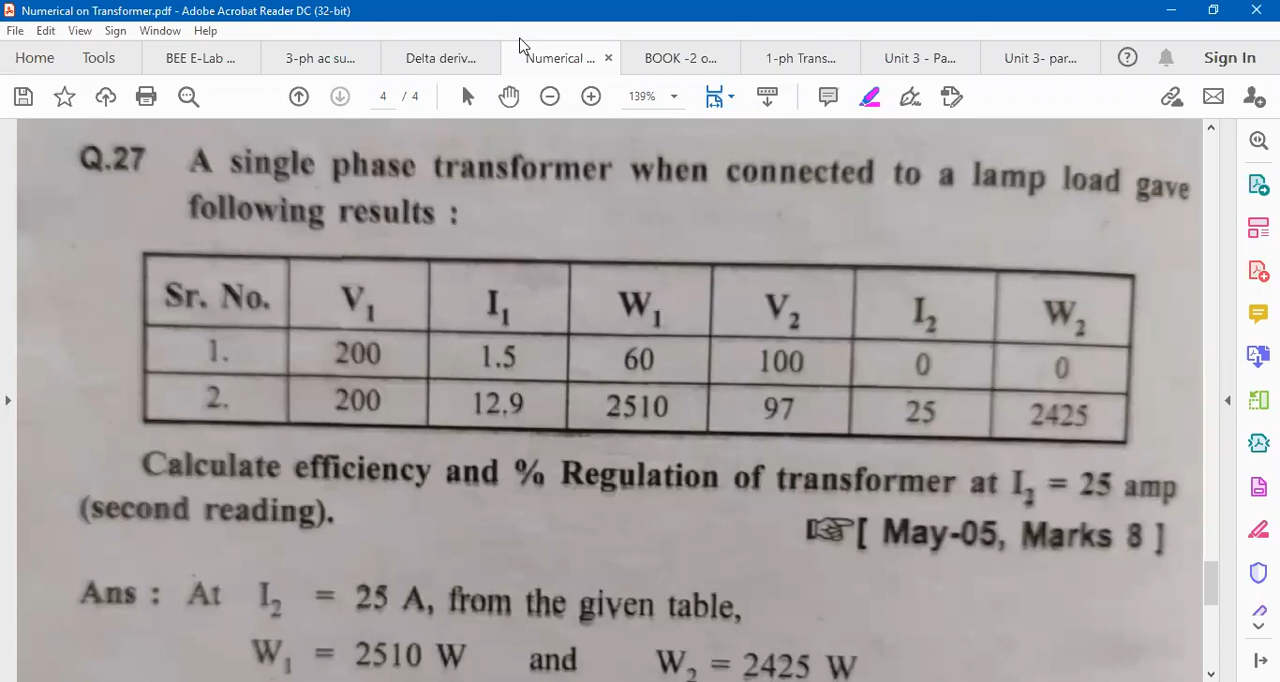 Numerical on Transformer.pdf - Adobe Acrobat Reader DC (32-bit)
File Edit View Sign Window Help
Home Tools BEE E-Lab ... 3-ph ac su... Delta deriv... Numerical ... × BOOK -2 o... 1-ph Trans... Unit 3 - Pa... Unit 3- par... Sign In
4 / 4 139%
Q.27 A single phase transformer when connected to a lamp load gave
following results :
Sr. No. V₁ I₁ W₁ V₂ I₂ W₂
1. 200 1.5 60 100 0 0
2. 200 12.9 2510 97 25 2425
Calculate efficiency and % Regulation of transformer at I₂ = 25 amp
(second reading).
☞[ May-05, Marks 8 ]
Ans : At I₂ = 25 A, from the given table,
W₁ = 2510 W and W₂ = 2425 W